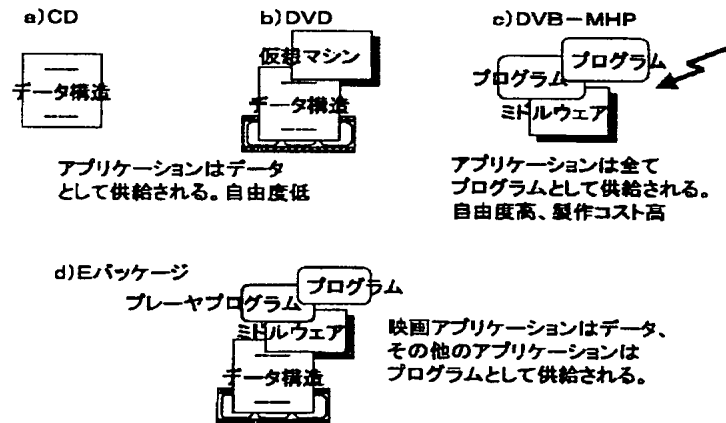 a)CD
データ構造
b)DVD
仮想マシン
データ構造
アプリケーションはデータ
として供給される。自由度低
c)DVB−MHP
プログラム
プログラム
ミドルウェア
アプリケーションは全て
プログラムとして供給される。
自由度高、製作コスト高
d)Eパッケージ
プログラム
プレーヤプログラム
ミドルウェア
データ構造
映画アプリケーションはデータ、
その他のアプリケーションは
プログラムとして供給される。